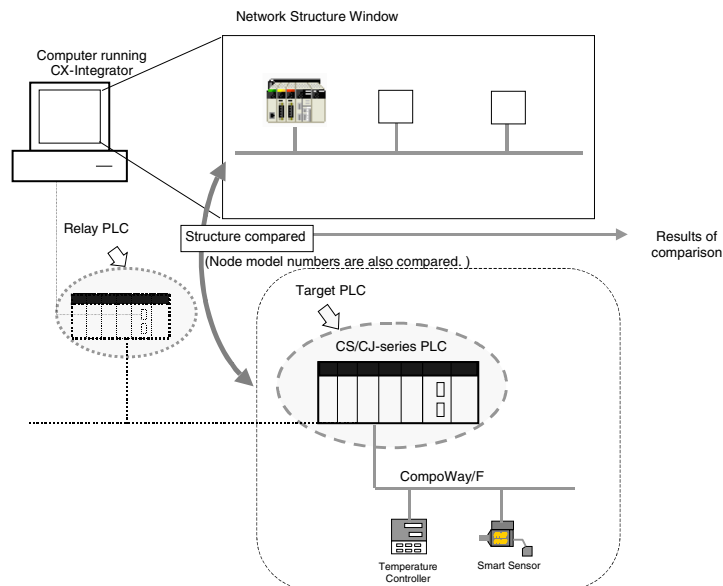 Network Structure Window
Computer running
CX-Integrator
Relay PLC
Structure compared
Results of
comparison
(Node model numbers are also compared. )
Target PLC
CS/CJ-series PLC
CompoWay/F
Temperature
Controller
Smart Sensor